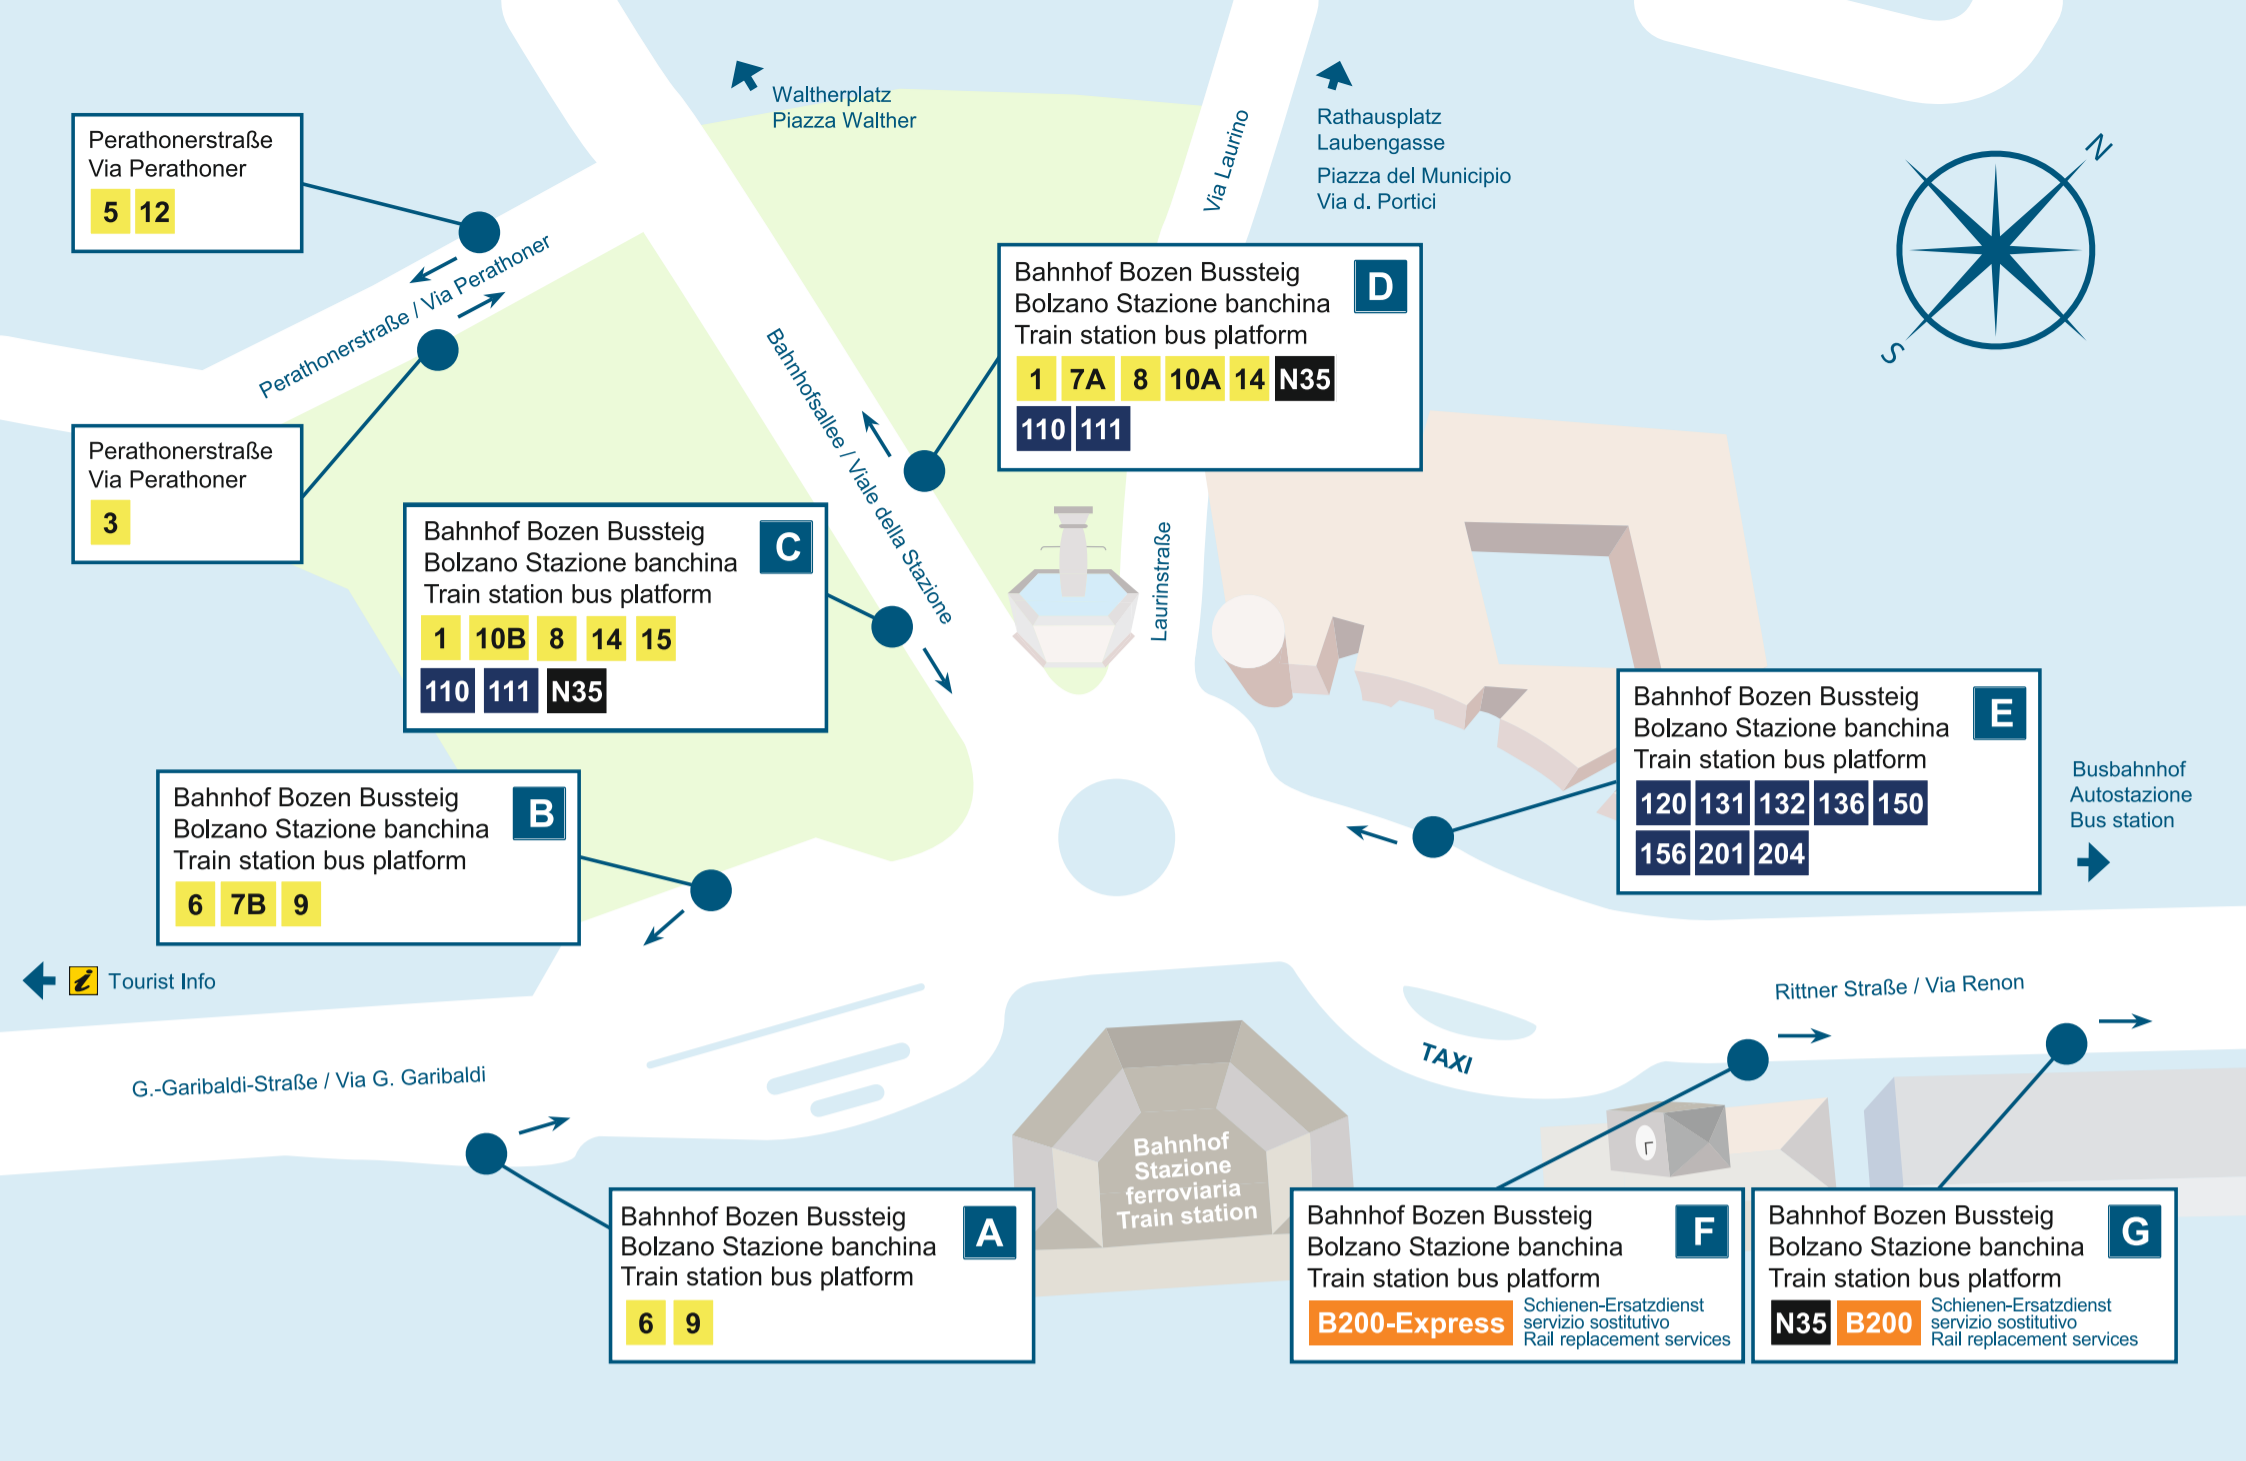 Waltherplatz
Piazza Walther
Rathausplatz
Laubengasse
Piazza del Municipio
Via d. Portici
Via Laurino
N
S
Perathonerstraße
Via Perathoner
5 12
Perathonerstraße / Via Perathoner
Perathonerstraße
Via Perathoner
3
Bahnhof Bozen Bussteig
Bolzano Stazione banchina
Train station bus platform
D
1 7A 8 10A 14 N35
110 111
Bahnhofsallee / Viale della Stazione
Laurinstraße
Bahnhof Bozen Bussteig
Bolzano Stazione banchina
Train station bus platform
C
1 10B 8 14 15
110 111 N35
Bahnhof Bozen Bussteig
Bolzano Stazione banchina
Train station bus platform
E
120 131 132 136 150
156 201 204
Busbahnhof
Autostazione
Bus station
Bahnhof Bozen Bussteig
Bolzano Stazione banchina
Train station bus platform
B
6 7B 9
i Tourist Info
Rittner Straße / Via Renon
TAXI
G.-Garibaldi-Straße / Via G. Garibaldi
Bahnhof
Stazione
ferroviaria
Train station
Bahnhof Bozen Bussteig
Bolzano Stazione banchina
Train station bus platform
A
6 9
Bahnhof Bozen Bussteig
Bolzano Stazione banchina
Train station bus platform
F
B200-Express
Schienen-Ersatzdienst
servizio sostitutivo
Rail replacement services
Bahnhof Bozen Bussteig
Bolzano Stazione banchina
Train station bus platform
G
N35 B200
Schienen-Ersatzdienst
servizio sostitutivo
Rail replacement services